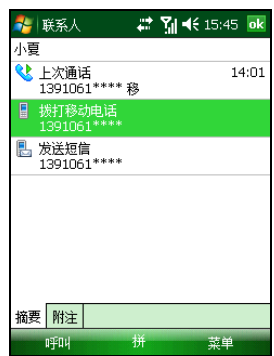 联系人 15:45 ok
小夏
上次通话 14:01
1391061**** 移
拨打移动电话
1391061****
发送短信
1391061****
摘要 附注
呼叫 拼 菜单